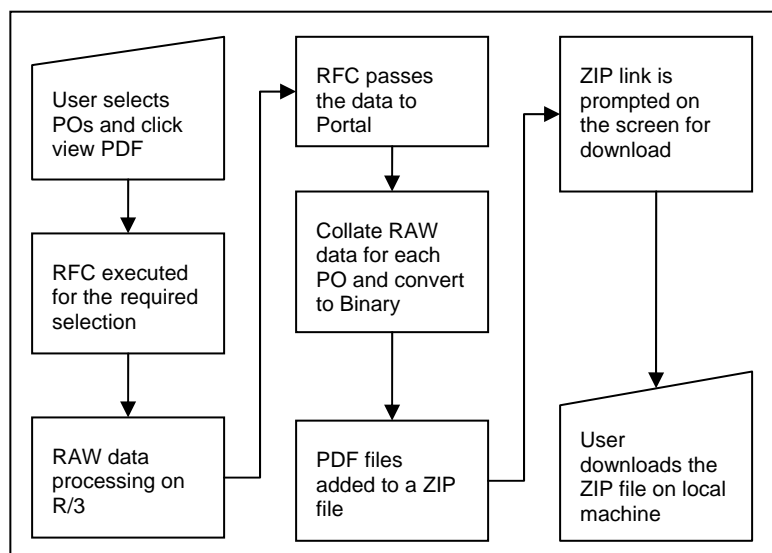 User selects
POs and click
view PDF
RFC executed
for the required
selection
RAW data
processing on
R/3
RFC passes
the data to
Portal
Collate RAW
data for each
PO and convert
to Binary
PDF files
added to a ZIP
file
ZIP link is
prompted on
the screen for
download
User
downloads the
ZIP file on local
machine